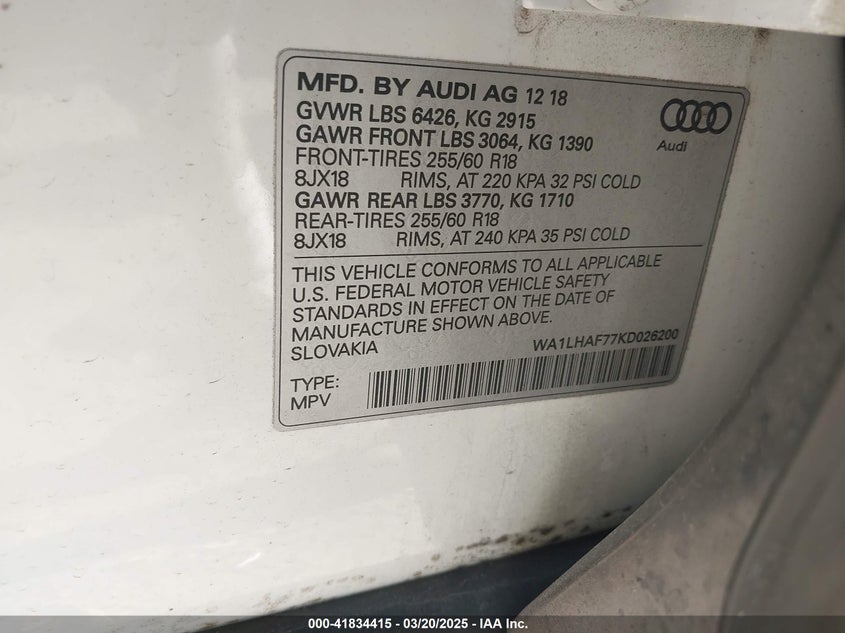 MFD. BY AUDI AG 12 18
GVWR LBS 6426, KG 2915
GAWR FRONT LBS 3064, KG 1390
FRONT-TIRES 255/60 R18
8JX18 RIMS, AT 220 KPA 32 PSI COLD
GAWR REAR LBS 3770, KG 1710
REAR-TIRES 255/60 R18
8JX18 RIMS, AT 240 KPA 35 PSI COLD
Audi
THIS VEHICLE CONFORMS TO ALL APPLICABLE
U.S. FEDERAL MOTOR VEHICLE SAFETY
STANDARDS IN EFFECT ON THE DATE OF
MANUFACTURE SHOWN ABOVE.
SLOVAKIA WA1LHAF77KD026200
TYPE:
MPV
000-41834415 - 03/20/2025 - IAA Inc.